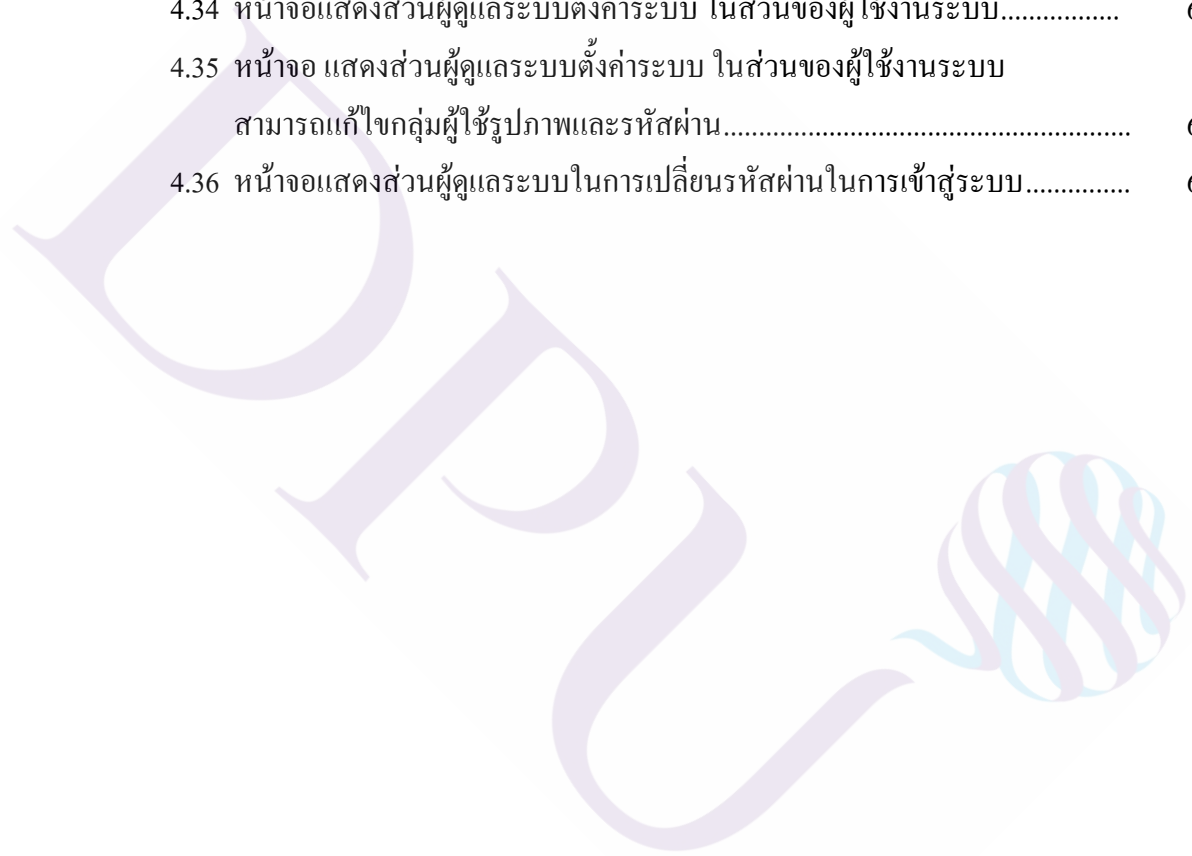 4.34 หน้าจอแสดงส่วนผู้ดูแลระบบตั้งค่าระบบ ในส่วนของผู้ใช้งานระบบ.................
4.35 หน้าจอ แสดงส่วนผู้ดูแลระบบตั้งค่าระบบ ในส่วนของผู้ใช้งานระบบ
สามารถแก้ไขกลุ่มผู้ใช้รูปภาพและรหัสผ่าน..........................................................
4.36 หน้าจอแสดงส่วนผู้ดูแลระบบในการเปลี่ยนรหัสผ่านในการเข้าสู่ระบบ...............
DPU